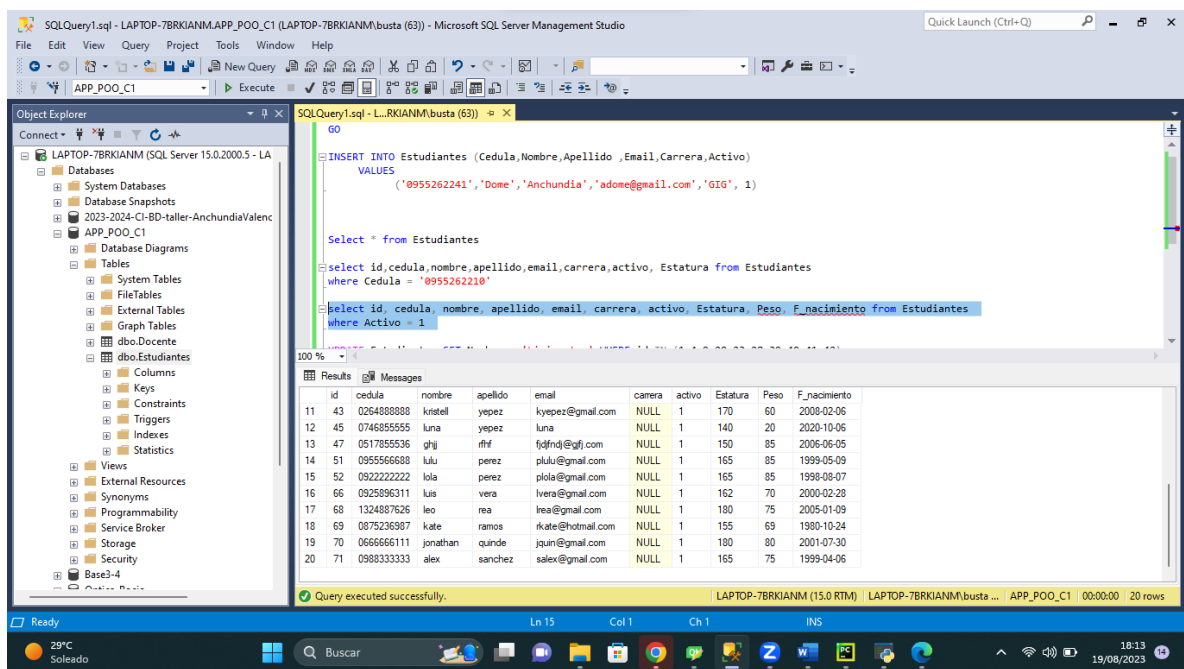 SQLQuery1.sql - LAPTOP-7BRKIANM.APP_POO_C1 (LAPTOP-7BRKIANM\busta (63)) - Microsoft SQL Server Management Studio
Quick Launch (Ctrl+Q)
File Edit View Query Project Tools Window Help
New Query
APP_POO_C1 Execute
Object Explorer
Connect
LAPTOP-7BRKIANM (SQL Server 15.0.2000.5 - LA
Databases
System Databases
Database Snapshots
2023-2024-CI-BD-taller-AnchundiaValenc
APP_POO_C1
Database Diagrams
Tables
System Tables
FileTables
External Tables
Graph Tables
dbo.Docente
dbo.Estudiantes
Columns
Keys
Constraints
Triggers
Indexes
Statistics
Views
External Resources
Synonyms
Programmability
Service Broker
Storage
Security
Base3-4
SQLQuery1.sql - L...RKIANM\busta (63))
GO
INSERT INTO Estudiantes (Cedula,Nombre,Apellido ,Email,Carrera,Activo)
VALUES
('0955262241','Dome','Anchundia','adome@gmail.com','GIG', 1)
Select * from Estudiantes
select id,cedula,nombre,apellido,email,carrera,activo, Estatura from Estudiantes
where Cedula = '0955262210'
select id, cedula, nombre, apellido, email, carrera, activo, Estatura, Peso, F_nacimiento from Estudiantes
where Activo = 1
100 %
Results Messages
id cedula nombre apellido email carrera activo Estatura Peso F_nacimiento
11 43 0264888888 kristell yepez kyepez@gmail.com NULL 1 170 60 2008-02-06
12 45 0746855555 luna yepez luna NULL 1 140 20 2020-10-06
13 47 0517855536 ghjj rfhf fjdjfndj@gfj.com NULL 1 150 85 2006-06-05
14 51 0955566688 lulu perez plulu@gmail.com NULL 1 165 85 1999-05-09
15 52 0922222222 lola perez plola@gmail.com NULL 1 165 85 1998-08-07
16 66 0925896311 luis vera lvera@gmail.com NULL 1 162 70 2000-02-28
17 68 1324887626 leo rea lrea@gmail.com NULL 1 180 75 2005-01-09
18 69 0875236987 kate ramos rkate@hotmail.com NULL 1 155 69 1980-10-24
19 70 0666666111 jonathan quinde jquin@gmail.com NULL 1 180 80 2001-07-30
20 71 0988333333 alex sanchez salex@gmail.com NULL 1 165 75 1999-04-06
Query executed successfully. LAPTOP-7BRKIANM (15.0 RTM) LAPTOP-7BRKIANM\busta ... APP_POO_C1 00:00:00 20 rows
Ready Ln 15 Col 1 Ch 1 INS
29°C
Soleado
Buscar
18:13
19/08/2023
14